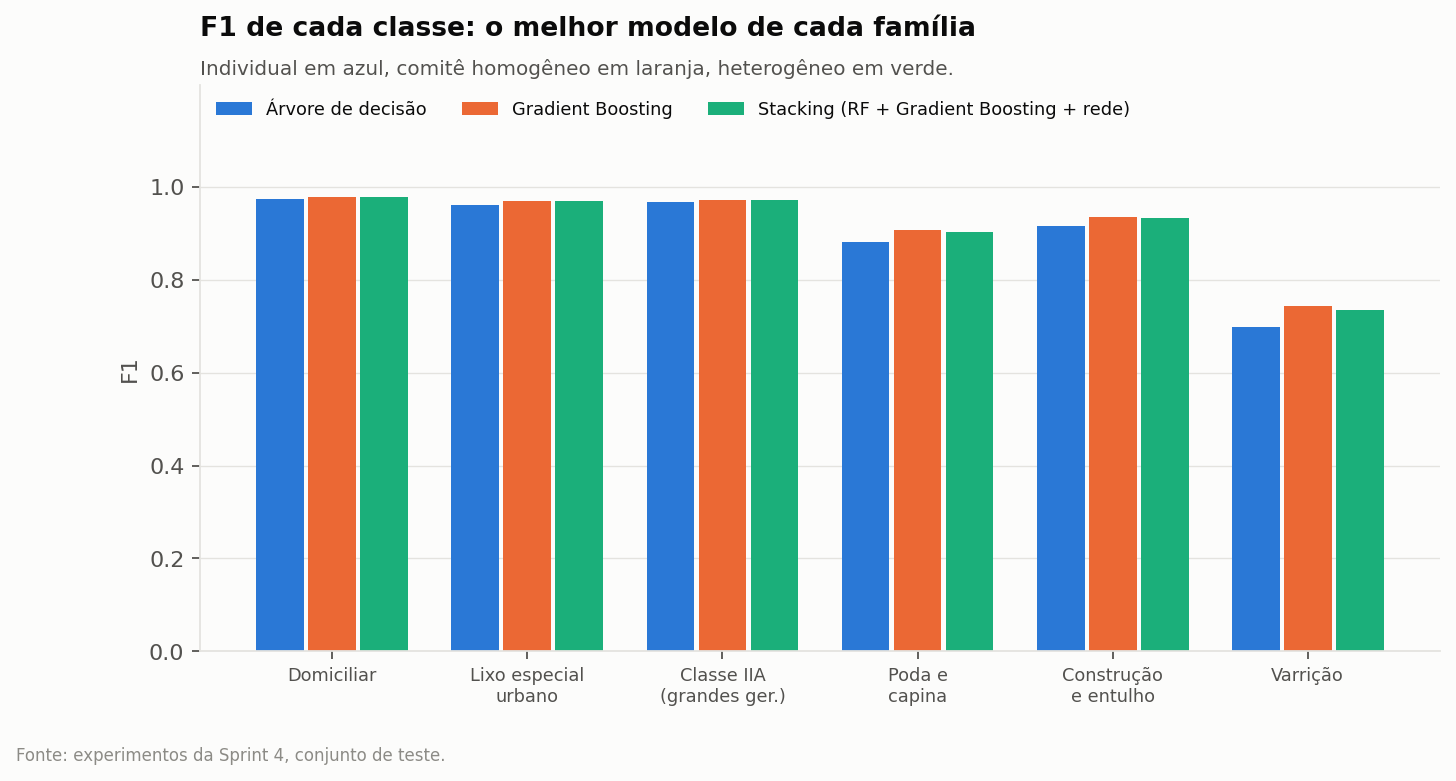 F1 de cada classe: o melhor modelo de cada família
Individual em azul, comitê homogêneo em laranja, heterogêneo em verde.
Árvore de decisão
Gradient Boosting
Stacking (RF + Gradient Boosting + rede)
F1
1.0
0.8
0.6
0.4
0.2
0.0
Domiciliar
Lixo especial
urbano
Classe IIA
(grandes ger.)
Poda e
capina
Construção
e entulho
Varrição
Fonte: experimentos da Sprint 4, conjunto de teste.